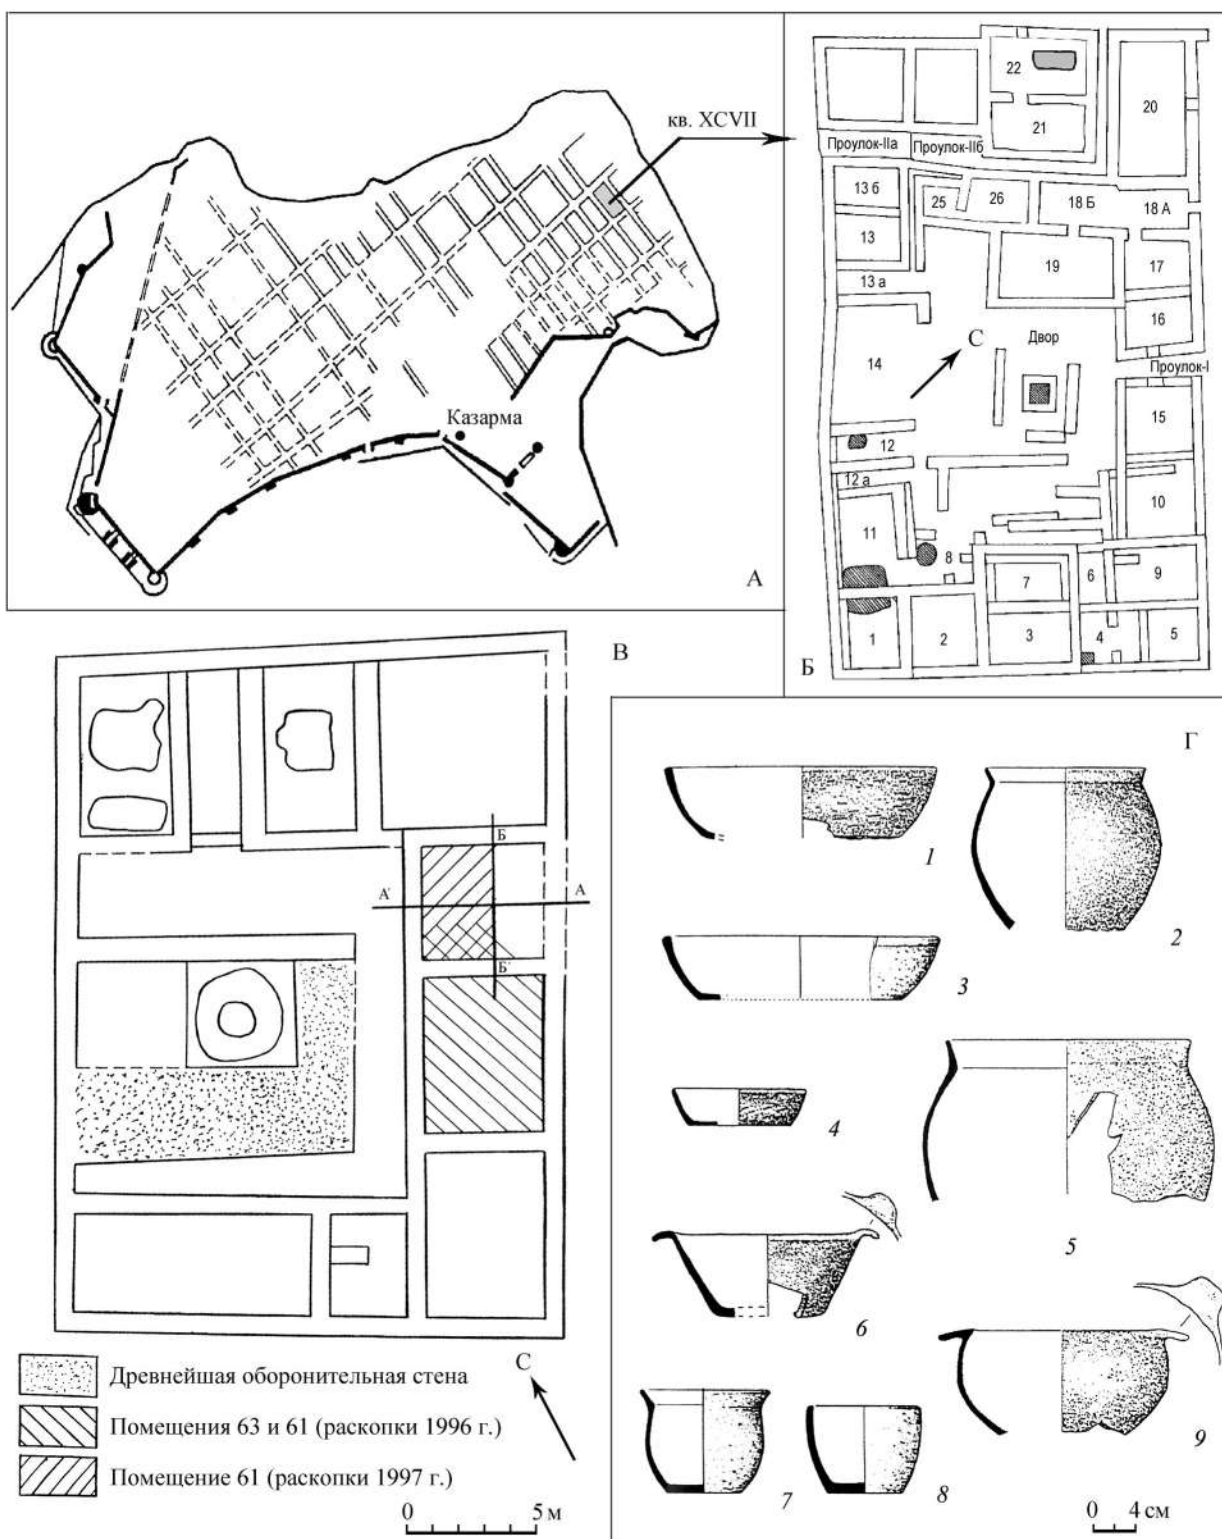 кв. XCVII
Казарма
А
22
20
21
Проулок-IIа
Проулок-IIб
13 б
25
26
18 Б
18 А
13
19
17
13 а
16
Двор
С
14
Проулок-I
15
12
12 а
10
11
8
7
6
9
1
2
3
4
5
Б
В
Б
А'
А
Б
Древнейшая оборонительная стена
С
Помещения 63 и 61 (раскопки 1996 г.)
Помещение 61 (раскопки 1997 г.)
0 5 м
Г
1
2
3
4
5
6
7
8
9
0 4 см